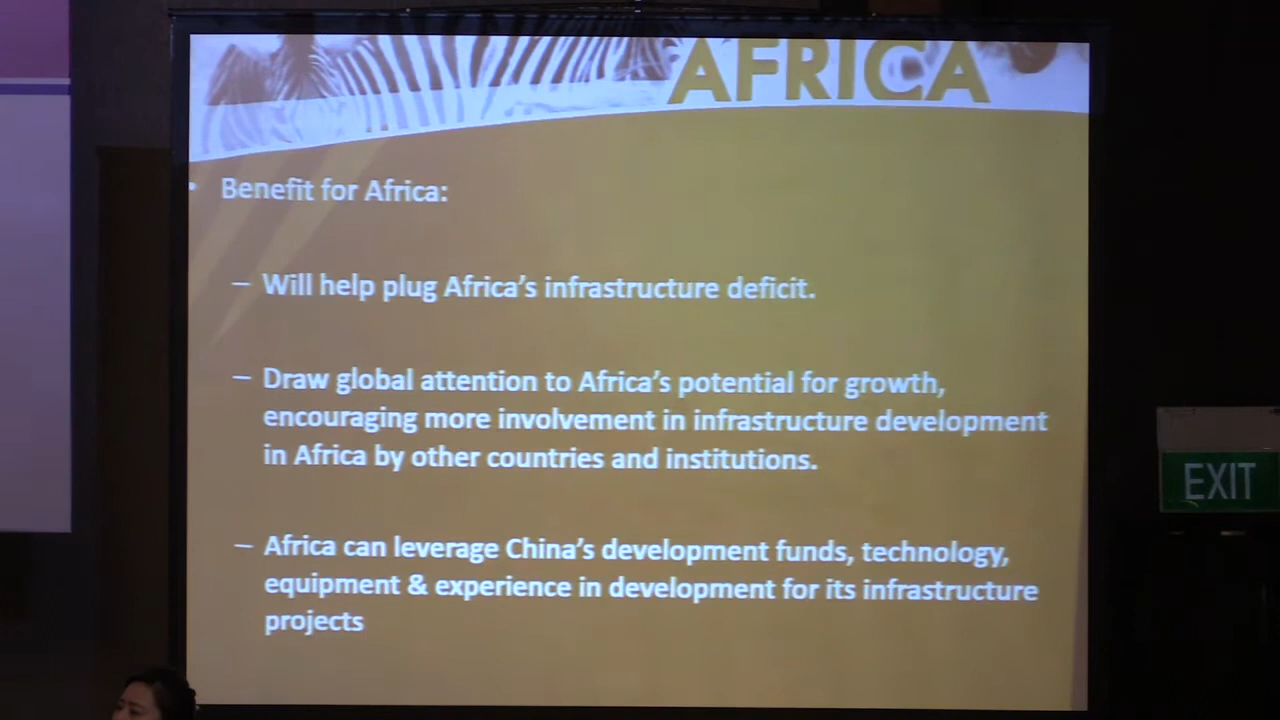 AFRICA
• Benefit for Africa:
– Will help plug Africa's infrastructure deficit.
– Draw global attention to Africa's potential for growth,
encouraging more involvement in infrastructure development
in Africa by other countries and institutions.
– Africa can leverage China's development funds, technology,
equipment & experience in development for its infrastructure
projects
EXIT